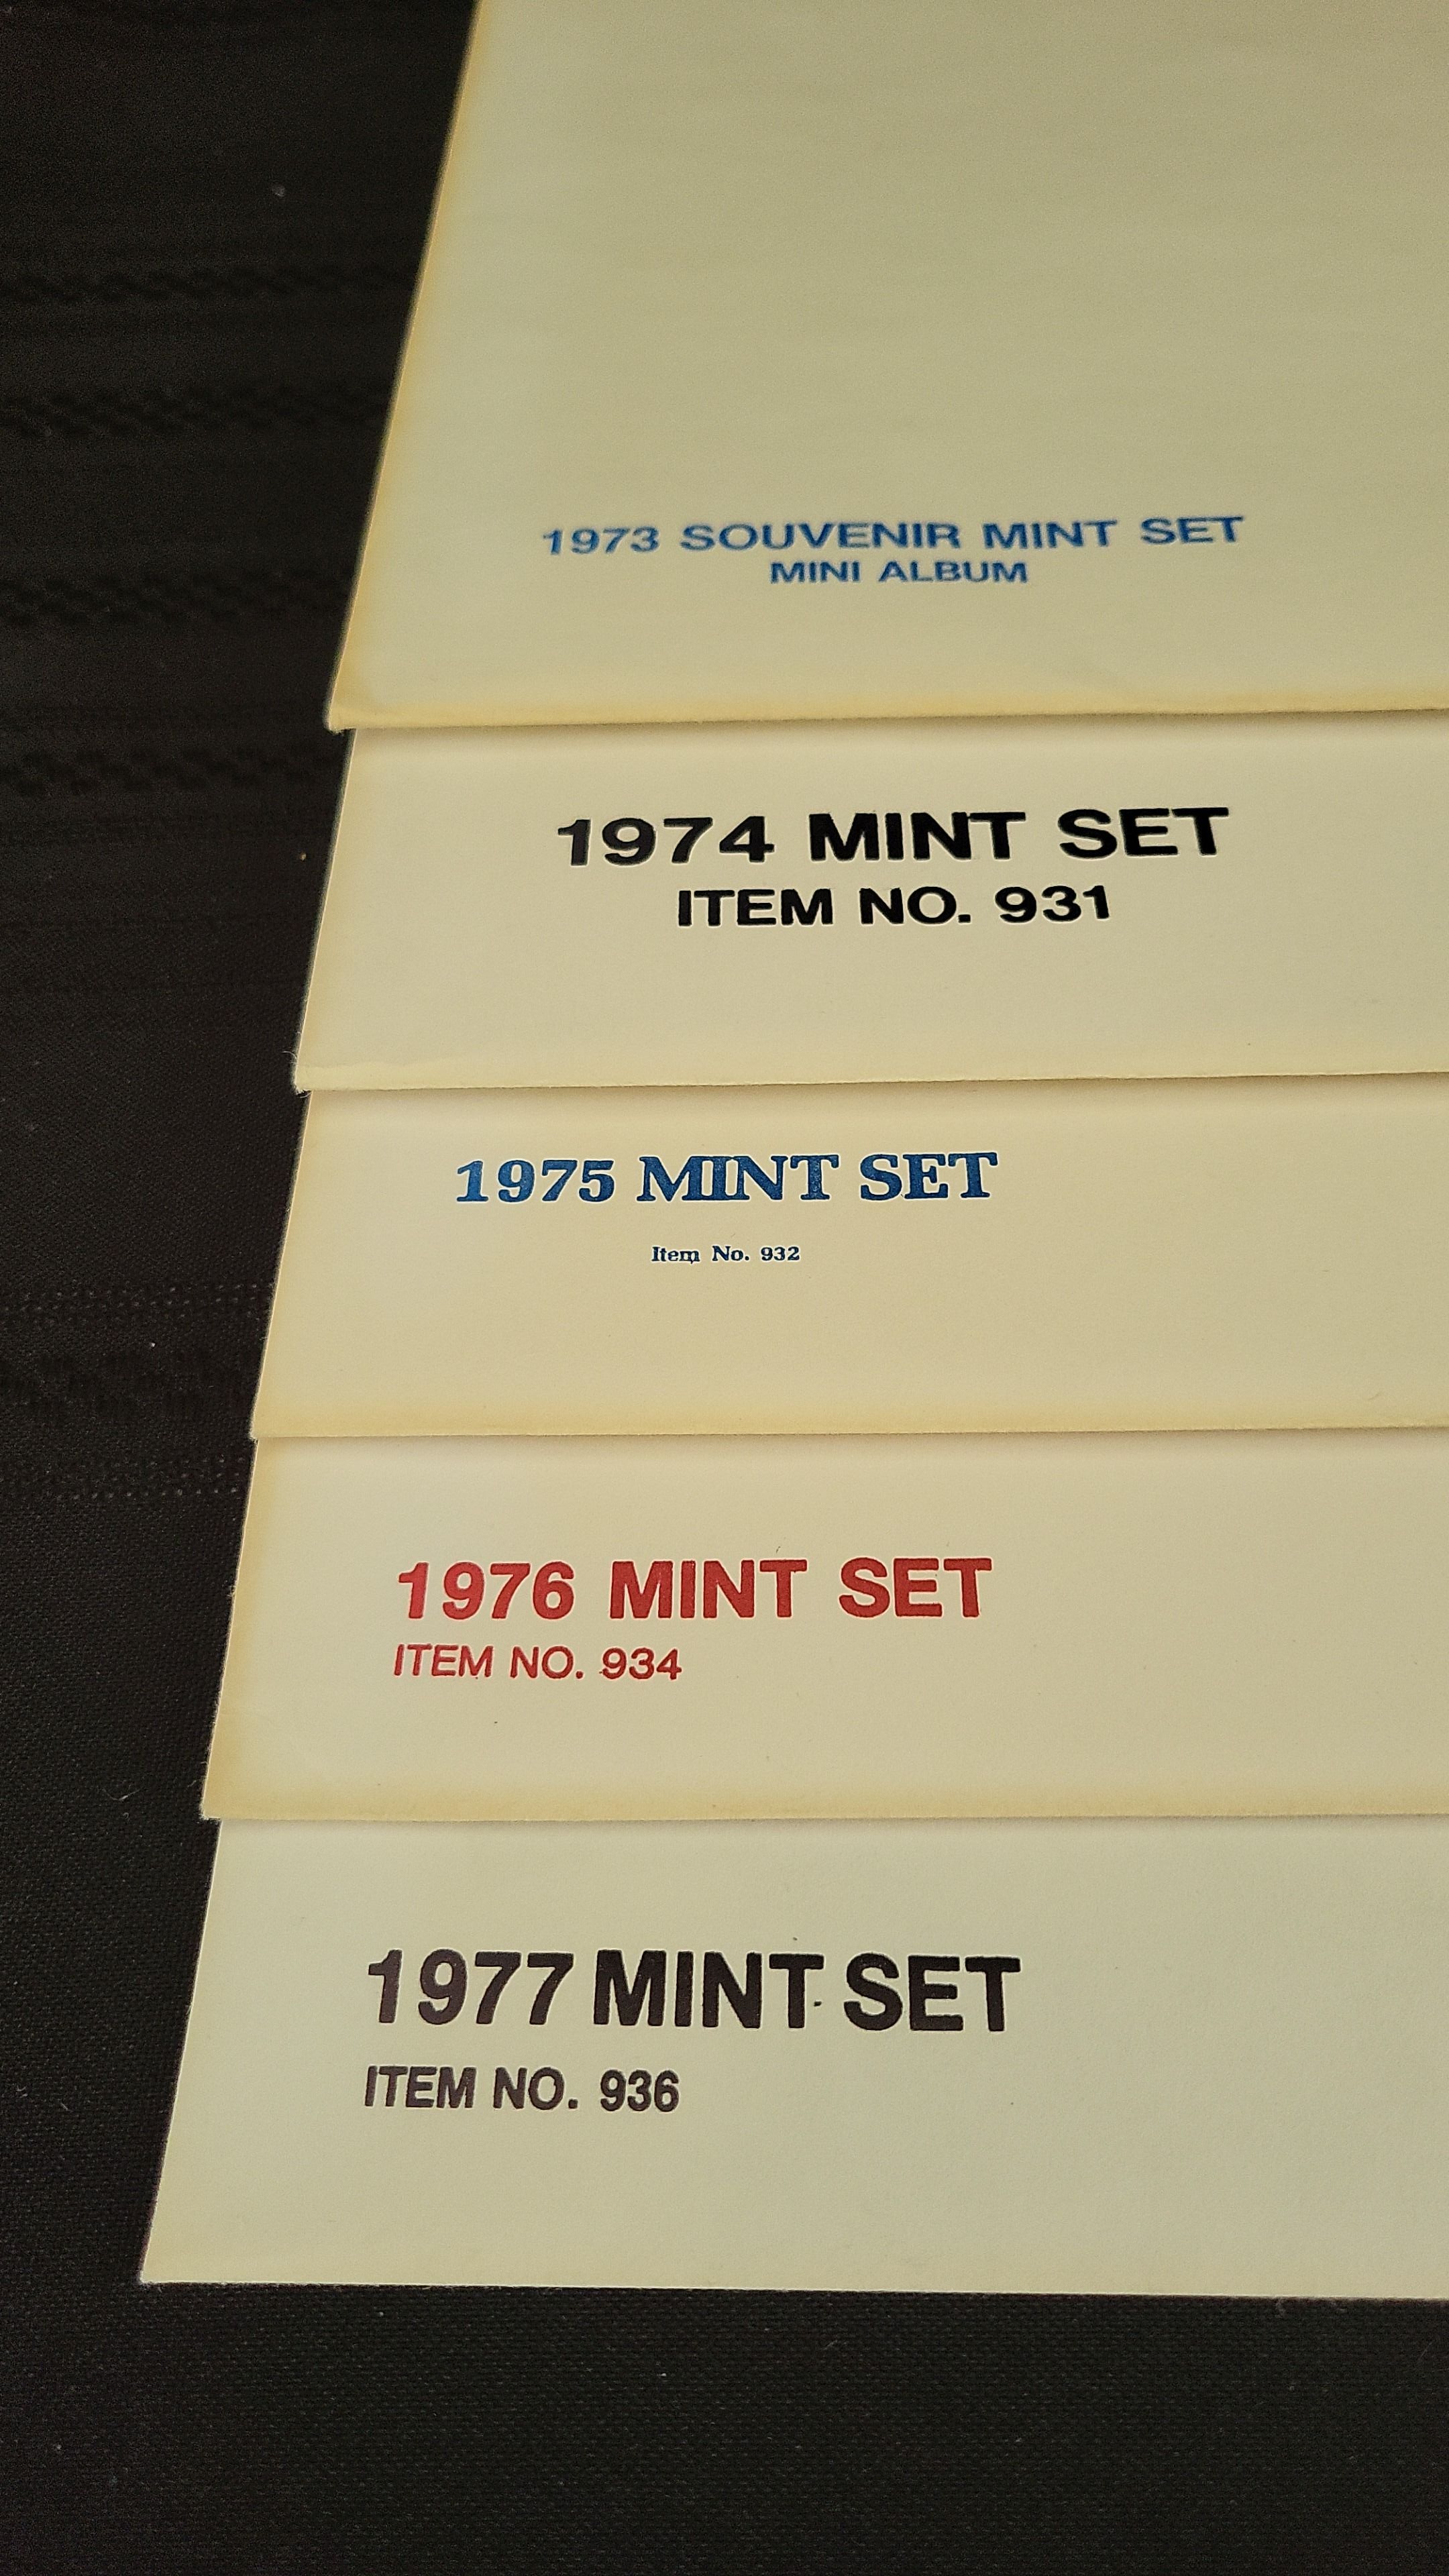 1973 SOUVENIR MINT SET
MINI ALBUM
1974 MINT SET
ITEM NO. 931
1975 MINT SET
Item No. 932
1976 MINT SET
ITEM NO. 934
1977 MINT SET
ITEM NO. 936